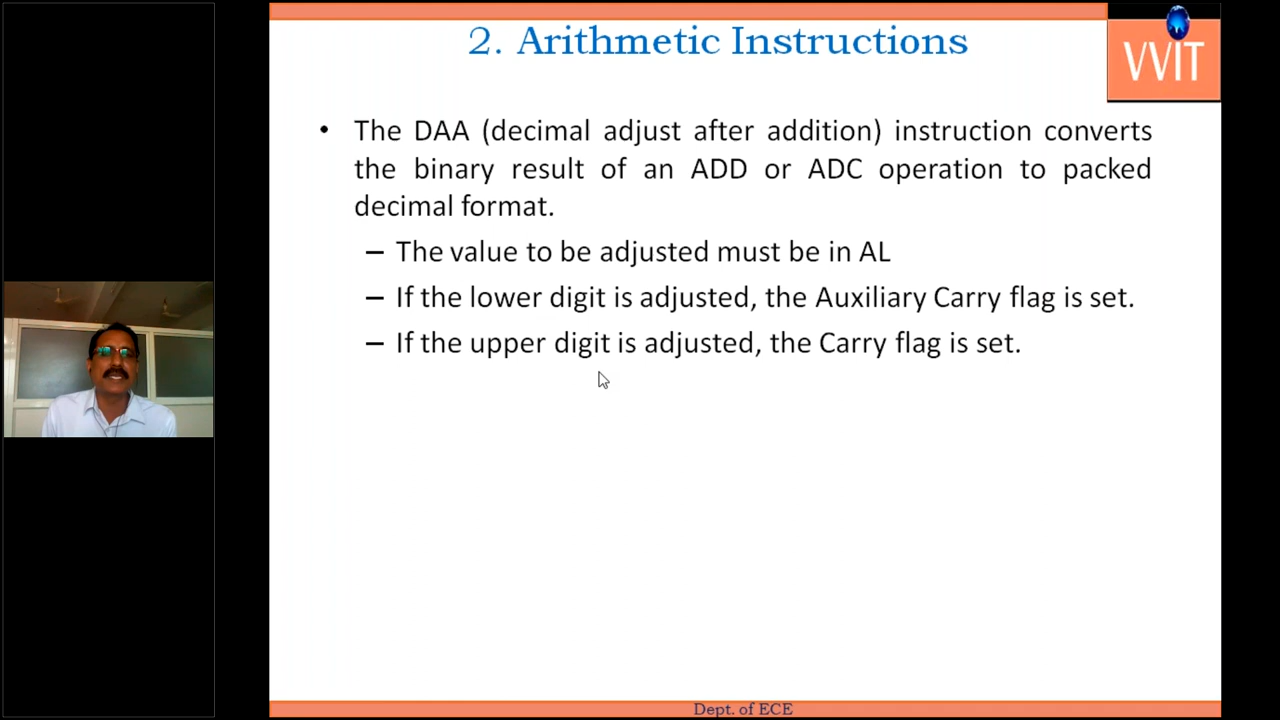 2. Arithmetic Instructions
VVIT
• The DAA (decimal adjust after addition) instruction converts
the binary result of an ADD or ADC operation to packed
decimal format.
– The value to be adjusted must be in AL
– If the lower digit is adjusted, the Auxiliary Carry flag is set.
– If the upper digit is adjusted, the Carry flag is set.
Dept. of ECE